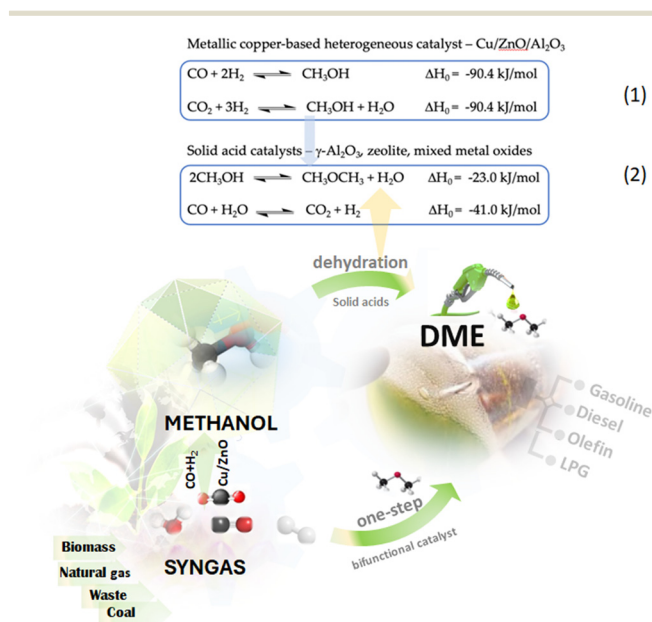 Metallic copper-based heterogeneous catalyst – Cu/ZnO/Al₂O₃
CO + 2H₂ ⇌ CH₃OH ΔH₀ = -90.4 kJ/mol
(1)
CO₂ + 3H₂ ⇌ CH₃OH + H₂O ΔH₀ = -90.4 kJ/mol
Solid acid catalysts – γ-Al₂O₃, zeolite, mixed metal oxides
2CH₃OH ⇌ CH₃OCH₃ + H₂O ΔH₀ = -23.0 kJ/mol
(2)
CO + H₂O ⇌ CO₂ + H₂ ΔH₀ = -41.0 kJ/mol
dehydration
Solid acids
DME
METHANOL
CO+H₂
Cu/ZnO
Gasoline
Diesel
Olefin
LPG
one-step
bifunctional catalyst
SYNGAS
Biomass
Natural gas
Waste
Coal